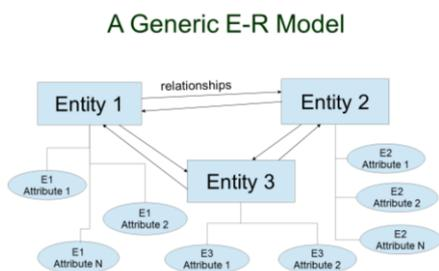 A Generic E-R Model
relationships
Entity 1
Entity 2
Entity 3
E1
Attribute 1
E1
Attribute 2
E1
Attribute N
E3
Attribute 1
E3
Attribute 2
E2
Attribute 1
E2
Attribute 2
E2
Attribute N